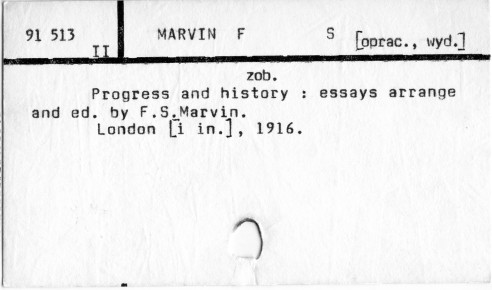 91 513 MARVIN F S [oprac., wyd.]
II
zob.
Progress and history : essays arrange
and ed. by F.S.Marvin.
London [i in.], 1916.